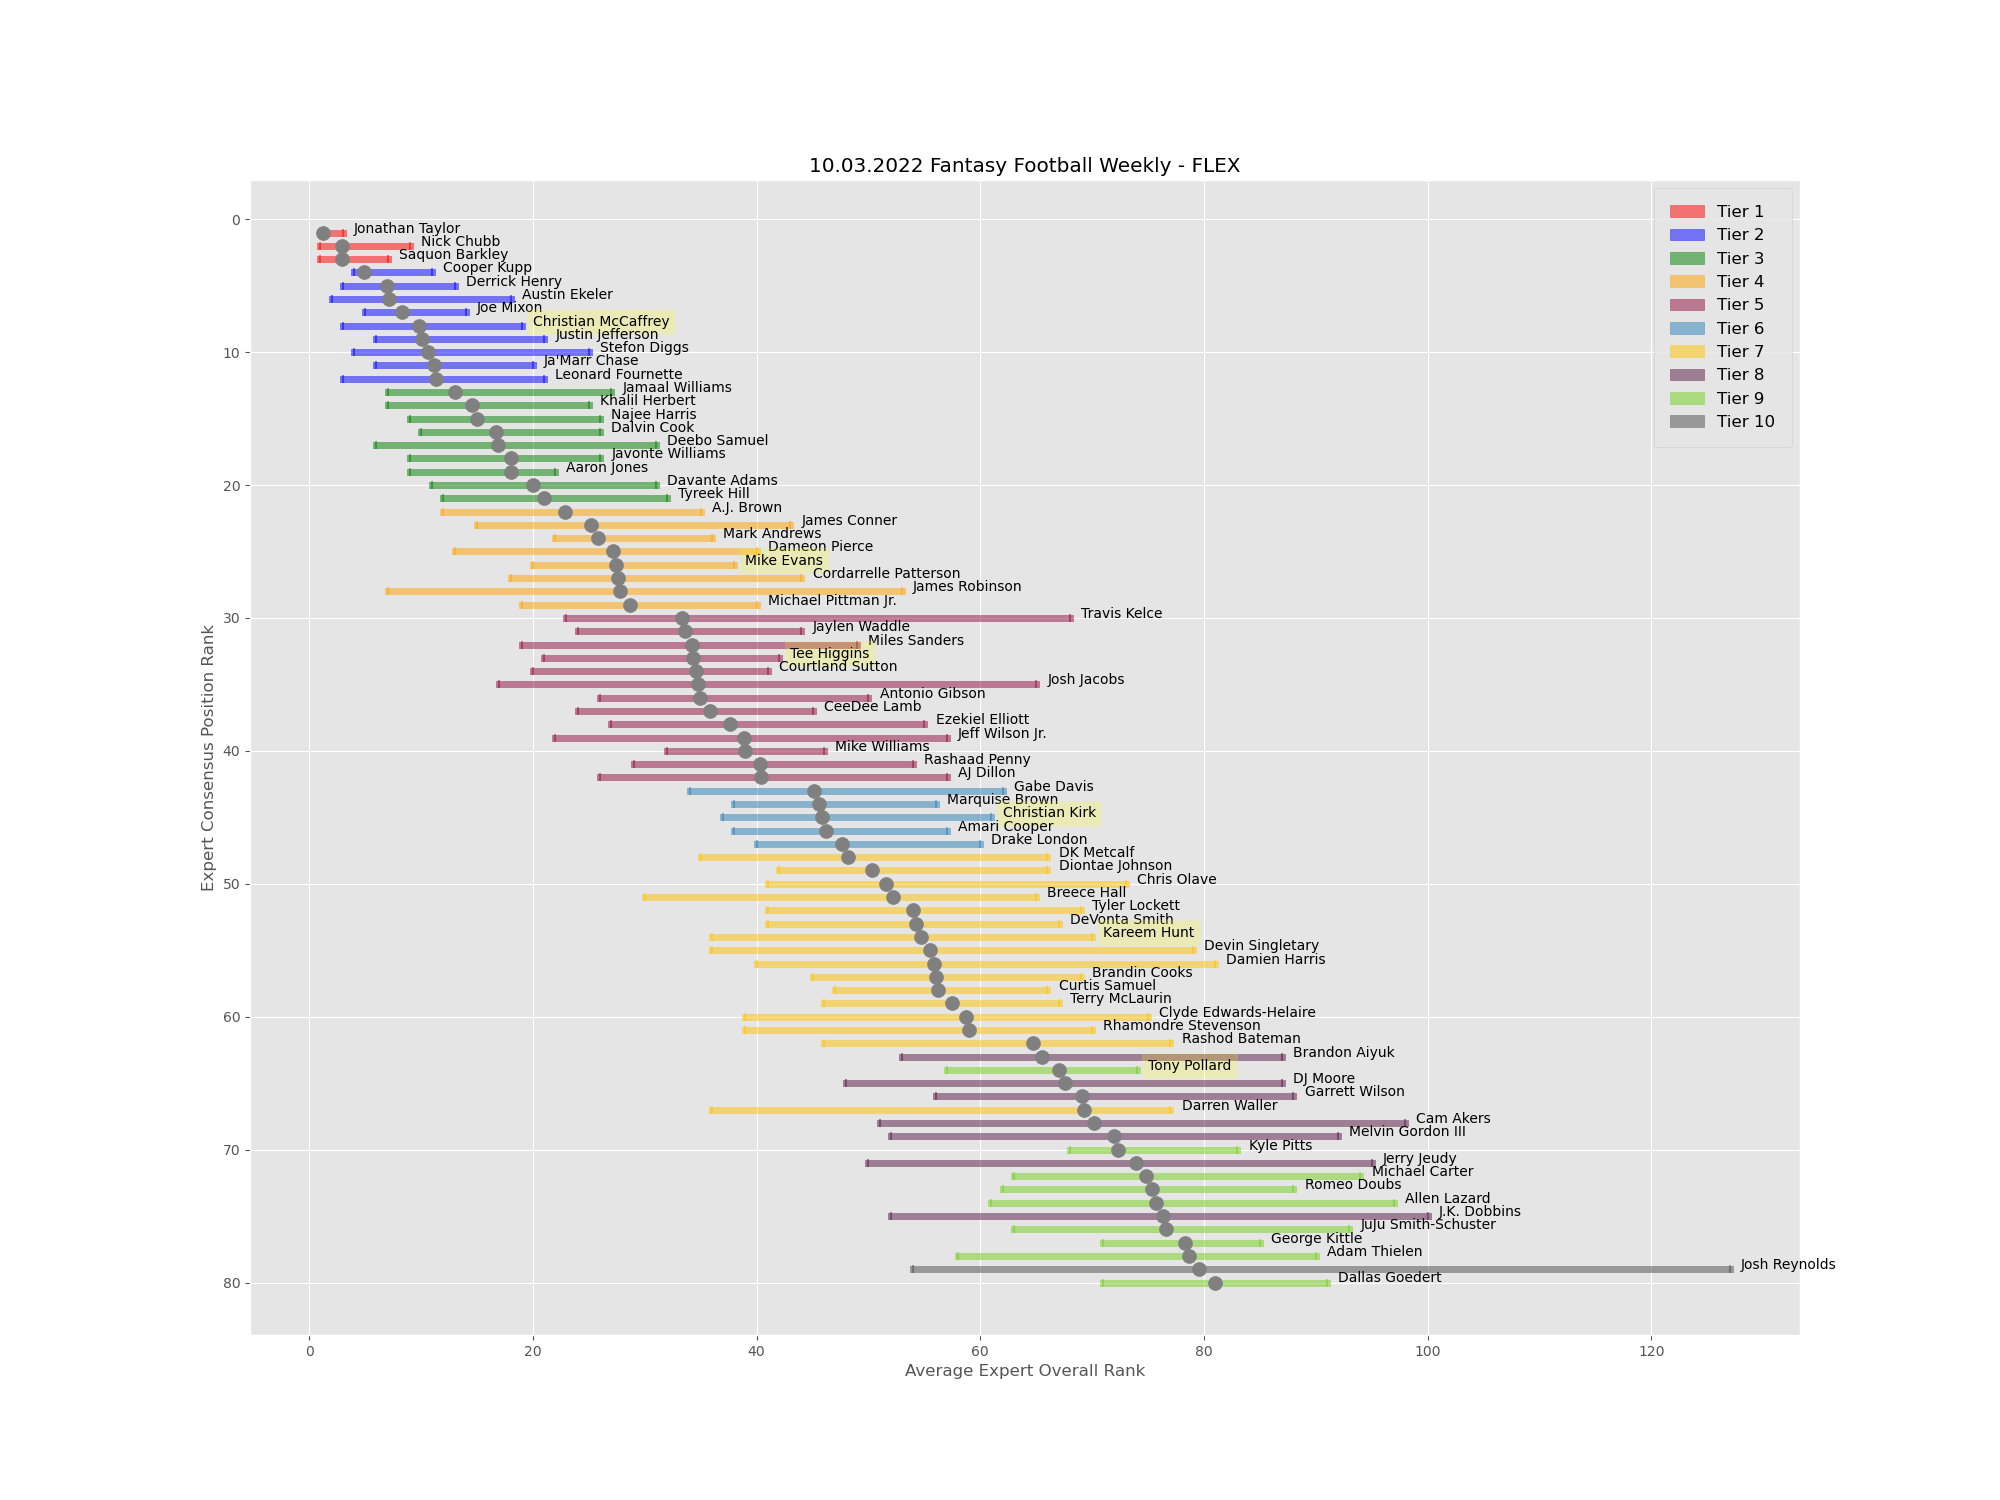 10.03.2022 Fantasy Football Weekly - FLEX
Tier 1
Tier 2
Tier 3
Tier 4
Tier 5
Tier 6
Tier 7
Tier 8
Tier 9
Tier 10
Expert Consensus Position Rank
0
10
20
30
40
50
60
70
80
Jonathan Taylor
Nick Chubb
Saquon Barkley
Cooper Kupp
Derrick Henry
Austin Ekeler
Joe Mixon
Christian McCaffrey
Justin Jefferson
Stefon Diggs
Ja'Marr Chase
Leonard Fournette
Jamaal Williams
Khalil Herbert
Najee Harris
Dalvin Cook
Deebo Samuel
Javonte Williams
Aaron Jones
Davante Adams
Tyreek Hill
A.J. Brown
James Conner
Mark Andrews
Dameon Pierce
Mike Evans
Cordarrelle Patterson
James Robinson
Michael Pittman Jr.
Travis Kelce
Jaylen Waddle
Miles Sanders
Tee Higgins
Courtland Sutton
Josh Jacobs
Antonio Gibson
CeeDee Lamb
Ezekiel Elliott
Jeff Wilson Jr.
Mike Williams
Rashaad Penny
AJ Dillon
Gabe Davis
Marquise Brown
Christian Kirk
Amari Cooper
Drake London
DK Metcalf
Diontae Johnson
Chris Olave
Breece Hall
Tyler Lockett
DeVonta Smith
Kareem Hunt
Devin Singletary
Damien Harris
Brandin Cooks
Curtis Samuel
Terry McLaurin
Clyde Edwards-Helaire
Rhamondre Stevenson
Rashod Bateman
Brandon Aiyuk
Tony Pollard
DJ Moore
Garrett Wilson
Darren Waller
Cam Akers
Melvin Gordon III
Kyle Pitts
Jerry Jeudy
Michael Carter
Romeo Doubs
Allen Lazard
J.K. Dobbins
JuJu Smith-Schuster
George Kittle
Adam Thielen
Josh Reynolds
Dallas Goedert
0
20
40
60
80
100
120
Average Expert Overall Rank